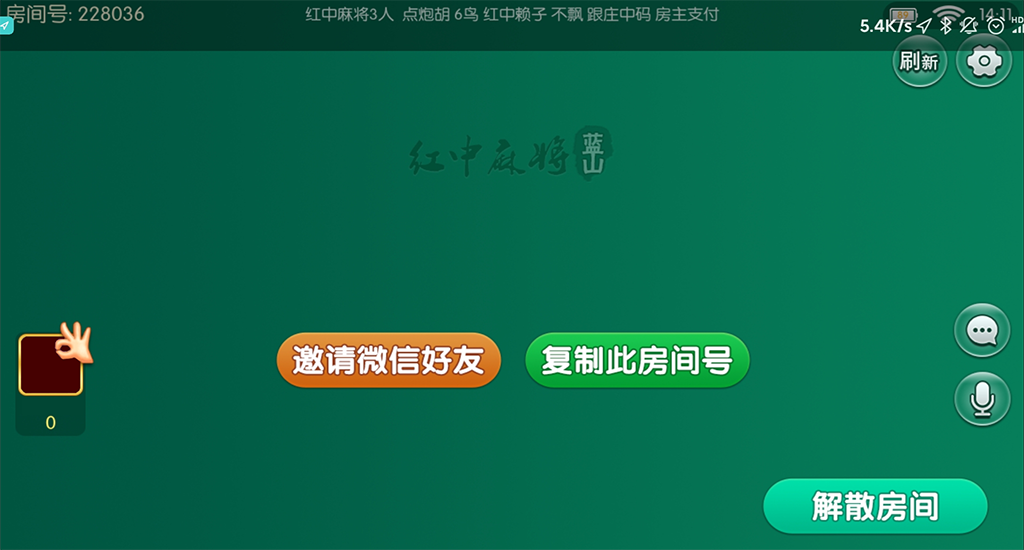 房间号: 228036
红中麻将3人 点炮胡 6鸟 红中赖子 不飘 跟庄中码 房主支付
14:11
5.4K/s
HD
刷新
红中麻将 蓝山
邀请微信好友
复制此房间号
0
解散房间